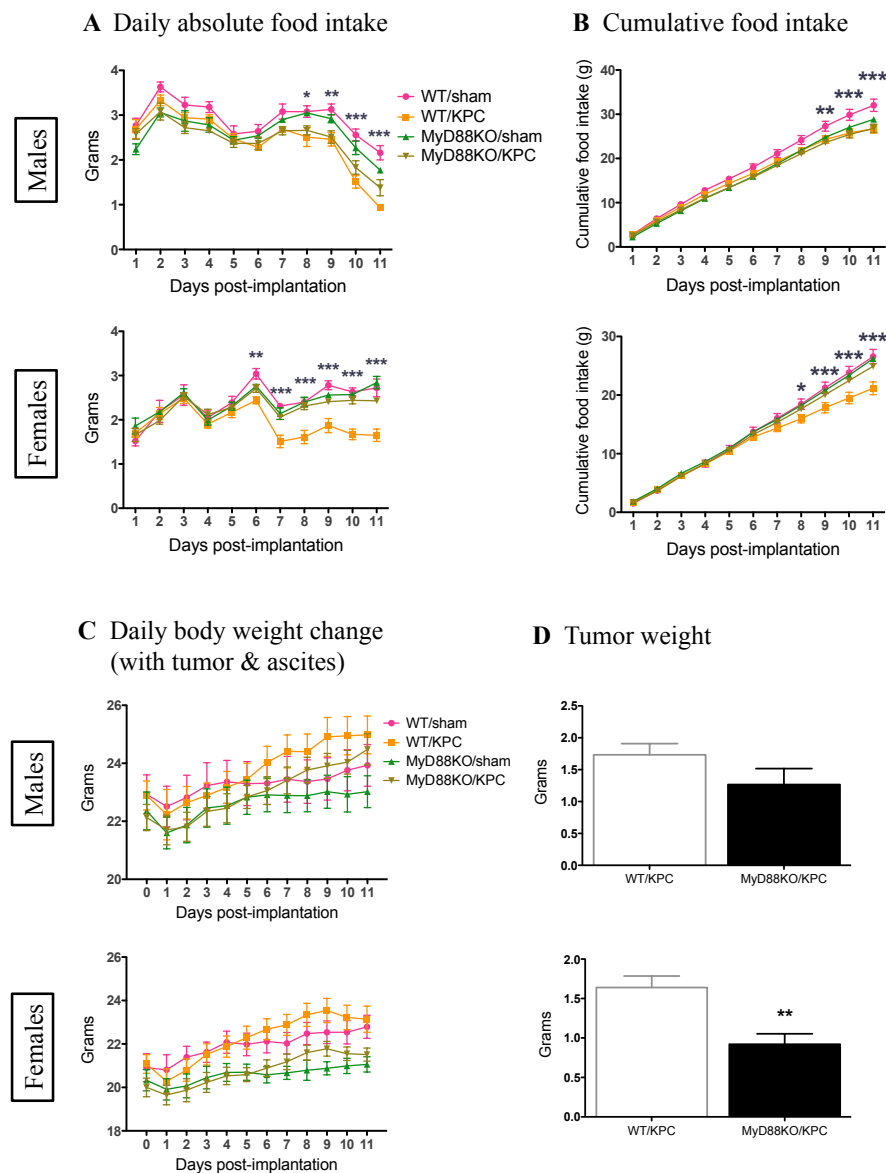 A Daily absolute food intake
B Cumulative food intake
Males
Grams
4
3
2
1
0
* ** *** ***
WT/sham
WT/KPC
MyD88KO/sham
MyD88KO/KPC
1 2 3 4 5 6 7 8 9 10 11
Days post-implantation
Cumulative food intake (g)
40
30
20
10
0
** *** ***
1 2 3 4 5 6 7 8 9 10 11
Days post-implantation
Females
Grams
4
3
2
1
0
** *** *** *** *** ***
1 2 3 4 5 6 7 8 9 10 11
Days post-implantation
Cumulative food intake (g)
30
20
10
0
* *** *** ***
1 2 3 4 5 6 7 8 9 10 11
Days post-implantation
C Daily body weight change
(with tumor & ascites)
D Tumor weight
Males
Grams
26
24
22
20
WT/sham
WT/KPC
MyD88KO/sham
MyD88KO/KPC
0 1 2 3 4 5 6 7 8 9 10 11
Days post-implantation
Grams
2.5
2.0
1.5
1.0
0.5
0.0
WT/KPC MyD88KO/KPC
Females
Grams
26
24
22
20
18
0 1 2 3 4 5 6 7 8 9 10 11
Days post-implantation
Grams
2.0
1.5
1.0
0.5
0.0
**
WT/KPC MyD88KO/KPC